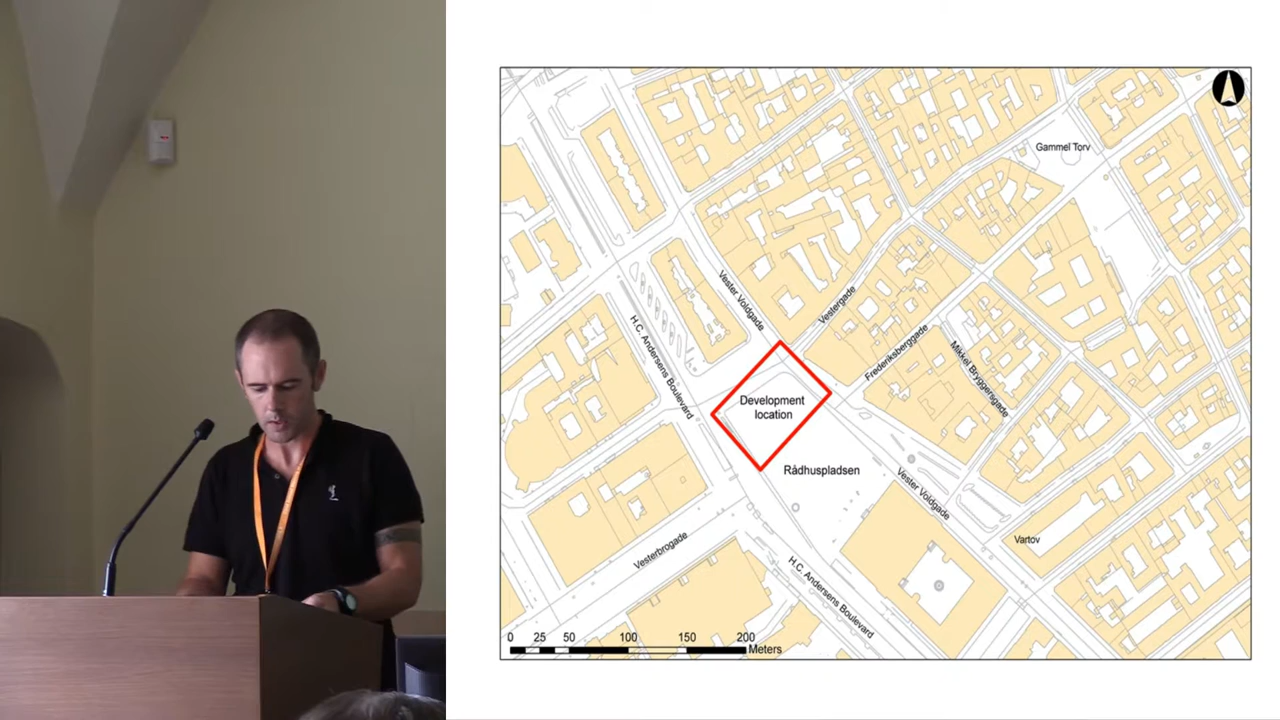 Gammel Torv
Vester Voldgade
Vestergade
H.C. Andersens Boulevard
Frederiksberggade
Mikkel Bryggersgade
Development
location
Rådhuspladsen
Vester Voldgade
Vesterbrogade
Vartov
H.C. Andersens Boulevard
0 25 50 100 150 200
Meters